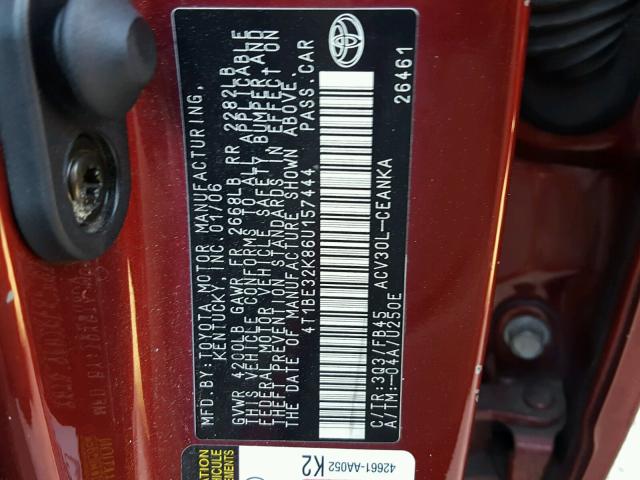 MFD. BY: TOYOTA MOTOR MANUFACTURING,
KENTUCKY, INC. 01/06
GVWR 4200LB GAWR FR 2668LB RR 2282LB
THIS VEHICLE CONFORMS TO ALL APPLICABLE
FEDERAL MOTOR VEHICLE SAFETY, BUMPER AND
THEFT PREVENTION STANDARDS IN EFFECT ON
THE DATE OF MANUFACTURE SHOWN ABOVE.
4T1BE32K86U157444 PASS. CAR
ACV30L-CEANKA
C/TR:3Q3/FB45
A/TM:-04A/U250E 26461
42661-AA052
K2